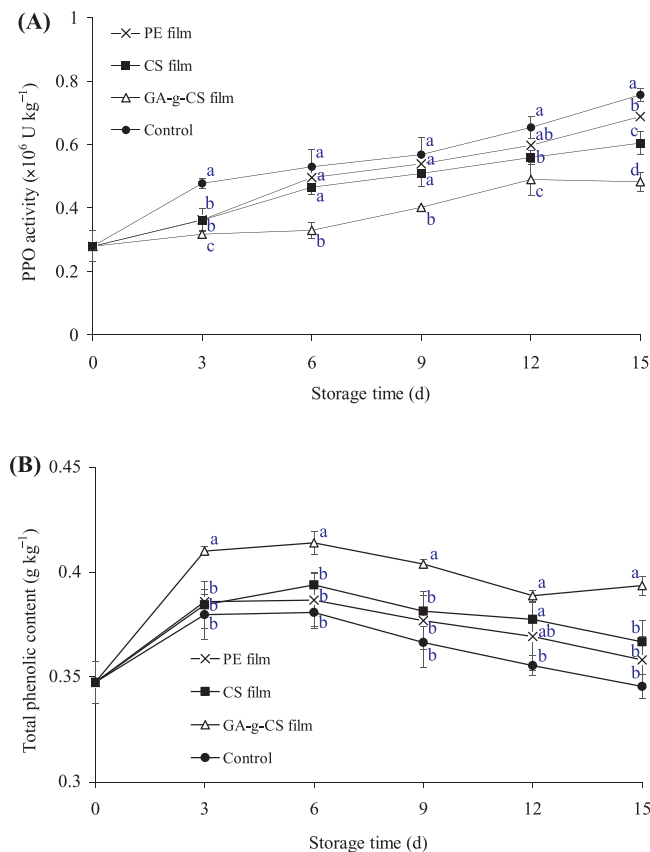 (A)
PE film
CS film
GA-g-CS film
Control
PPO activity (×10⁶ U kg⁻¹)
1
0.8
0.6
0.4
0.2
0
a
b
b
c
a
a
a
b
a
a
a
b
a
ab
b
c
a
b
c
d
0 3 6 9 12 15
Storage time (d)
(B)
Total phenolic content (g kg⁻¹)
0.45
0.4
0.35
0.3
a
b
b
b
a
b
b
b
a
b
b
b
a
a
ab
b
a
b
b
b
PE film
CS film
GA-g-CS film
Control
0 3 6 9 12 15
Storage time (d)